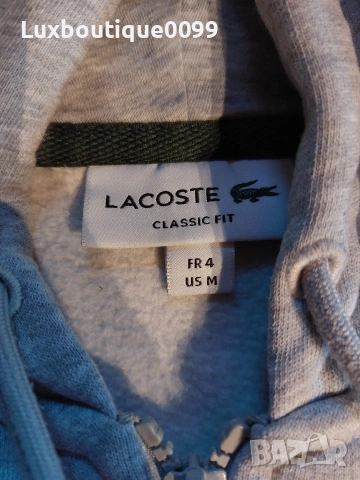 Luxboutique0099
LACOSTE
CLASSIC FIT
FR 4
US M
BAZAR